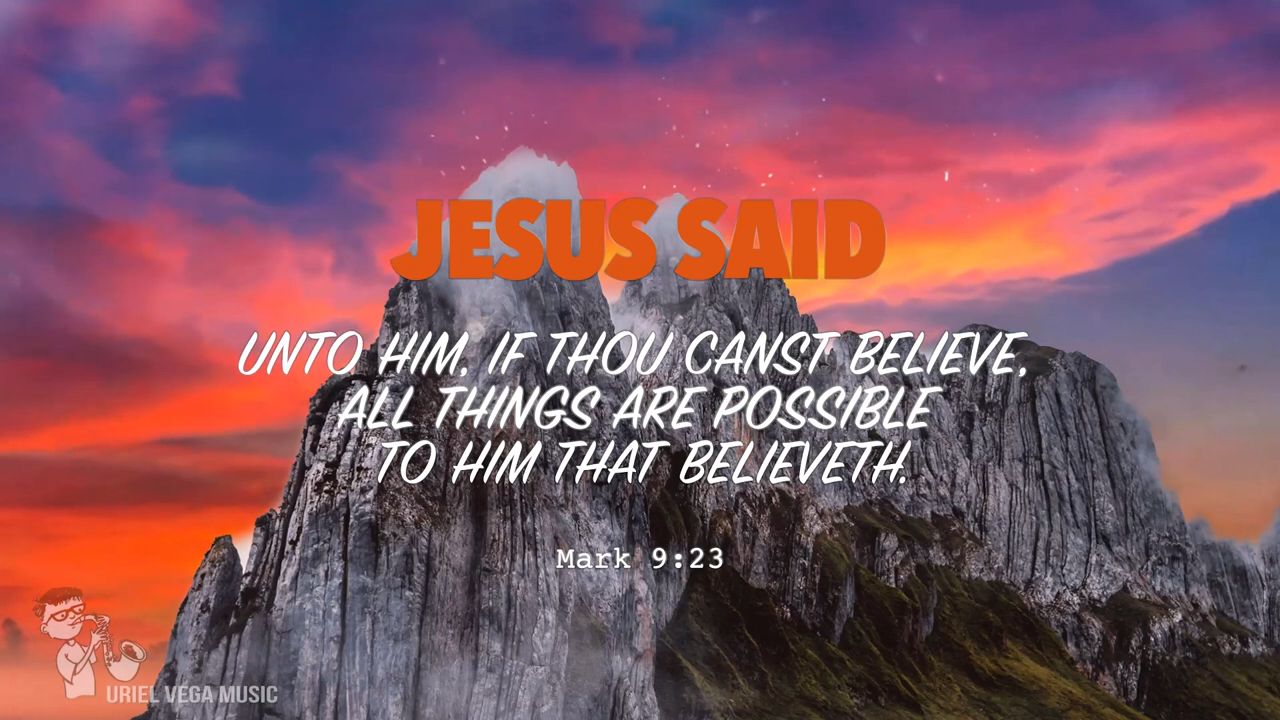 JESUS SAID
UNTO HIM, IF THOU CANST BELIEVE,
ALL THINGS ARE POSSIBLE
TO HIM THAT BELIEVETH.
Mark 9:23
URIEL VEGA MUSIC